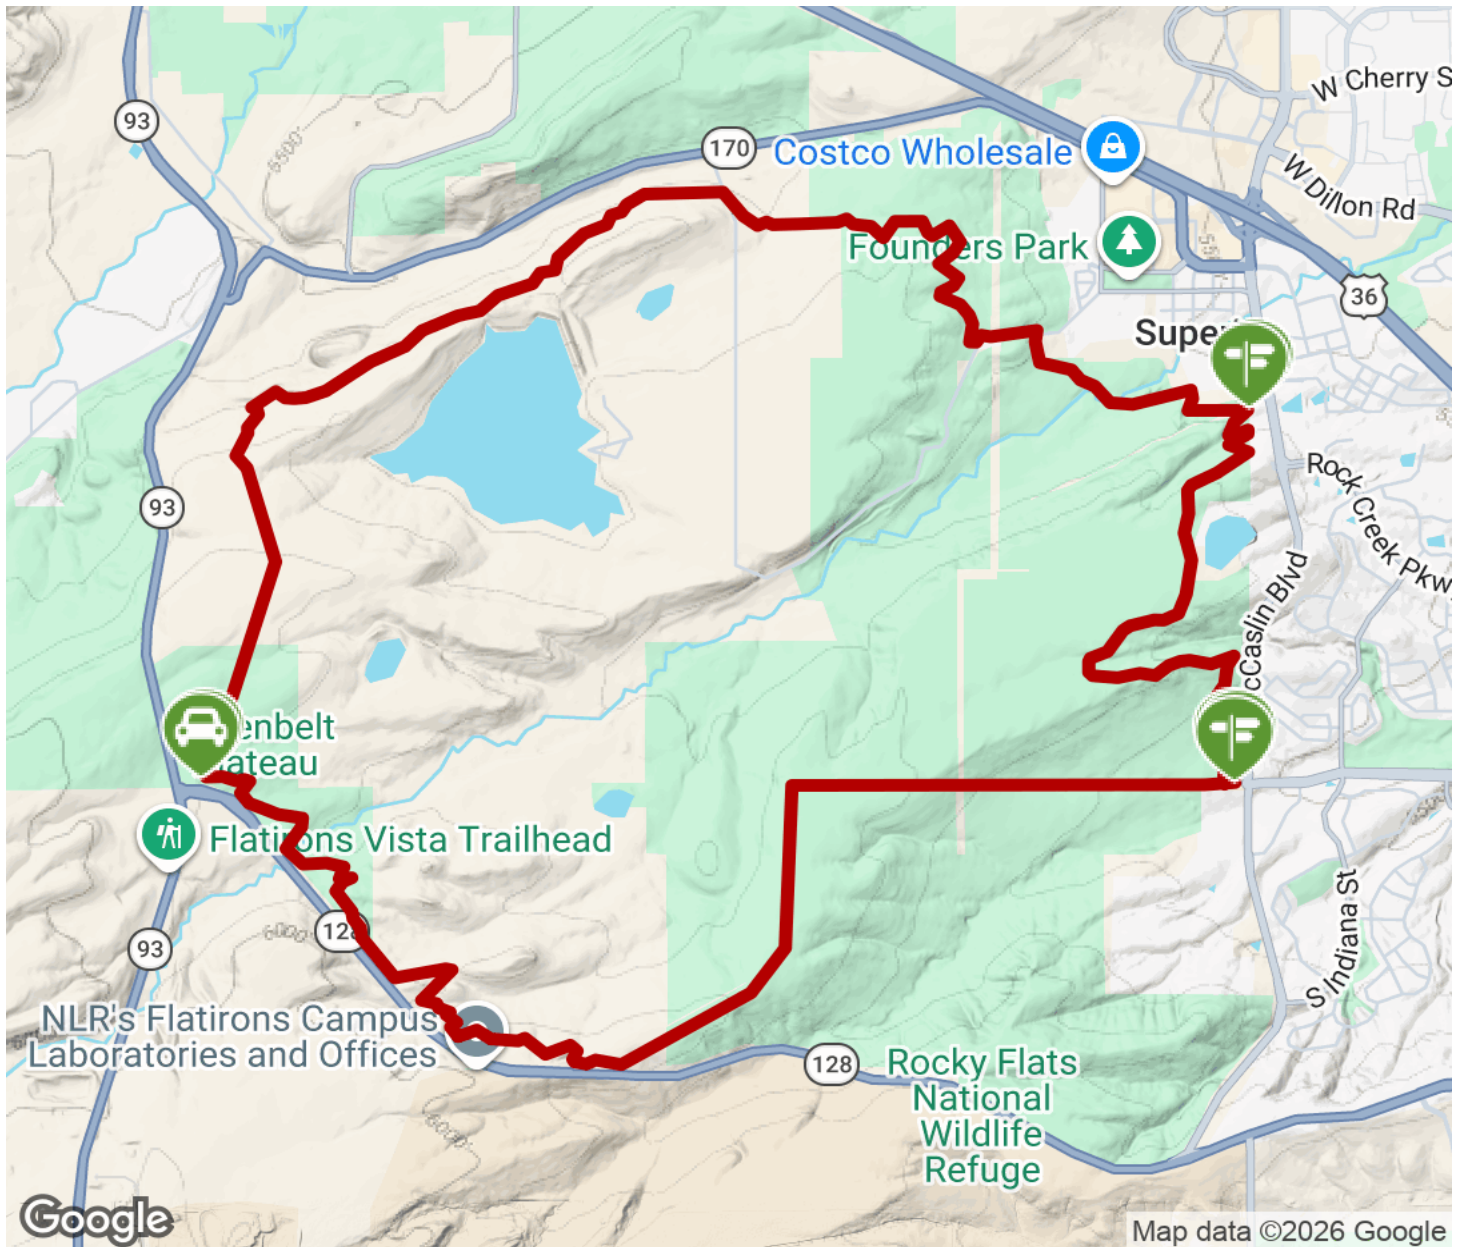 W Cherry S
93
5500'
170
Costco Wholesale
W Dillon Rd
Founders Park
36
93
Rock Creek Pkw
cCaslin Blvd
enbelt
ateau
Flatirons Vista Trailhead
6000
93
S Indiana St
NLR's Flatirons Campus
Laboratories and Offices
128
Rocky Flats
National
Wildlife
Refuge
Google
Map data ©2026 Google